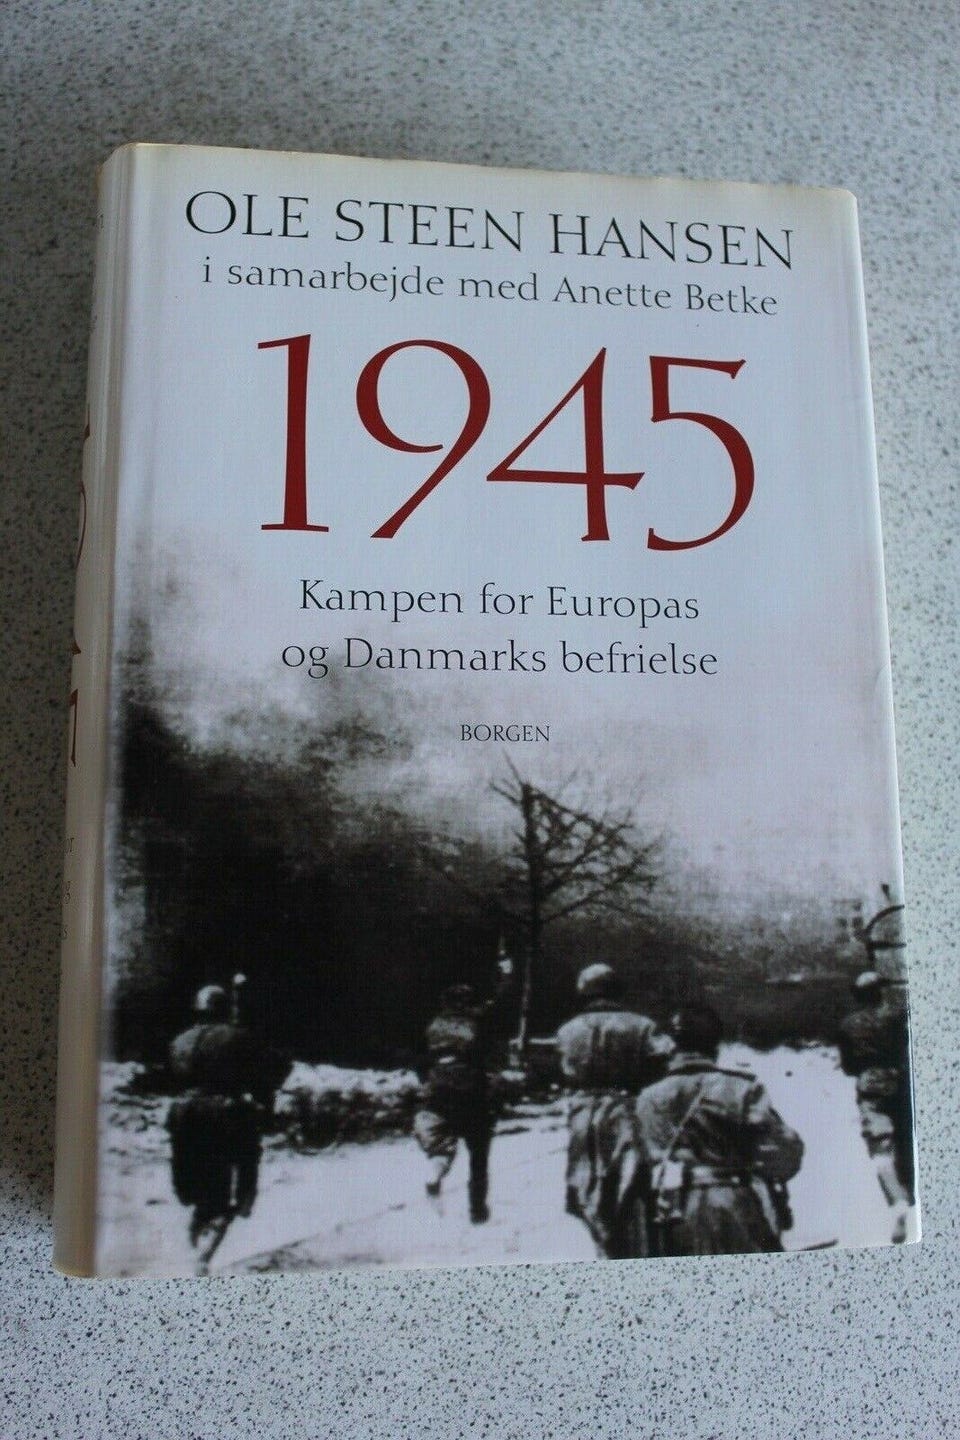 OLE STEEN HANSEN
i samarbejde med Anette Betke
1945
Kampen for Europas
og Danmarks befrielse
BORGEN